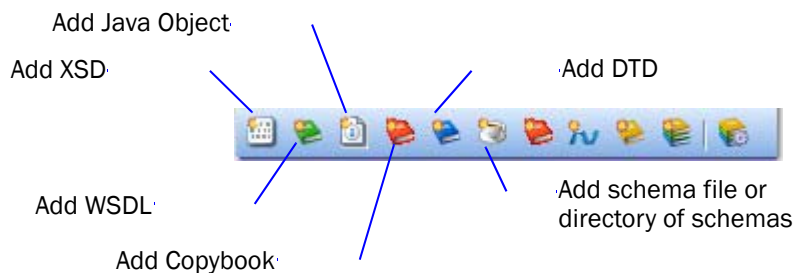 Add Java Object
Add XSD
Add DTD
Add WSDL
Add schema file or
directory of schemas
Add Copybook